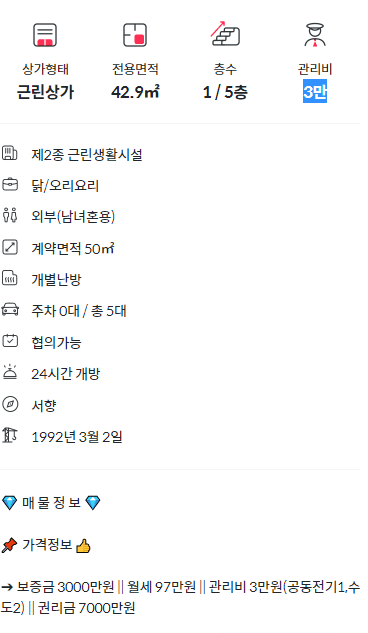 상가형태 전용면적 층수 관리비
근린상가 42.9㎡ 1 / 5층 3만
제2종 근린생활시설
닭/오리요리
외부(남녀혼용)
계약면적 50㎡
개별난방
주차 0대 / 총 5대
협의가능
24시간 개방
서향
1992년 3월 2일
💎 매 물 정 보 💎
📌 가격정보 👍
➔ 보증금 3000만원 || 월세 97만원 || 관리비 3만원(공동전기1,수
도2) || 권리금 7000만원